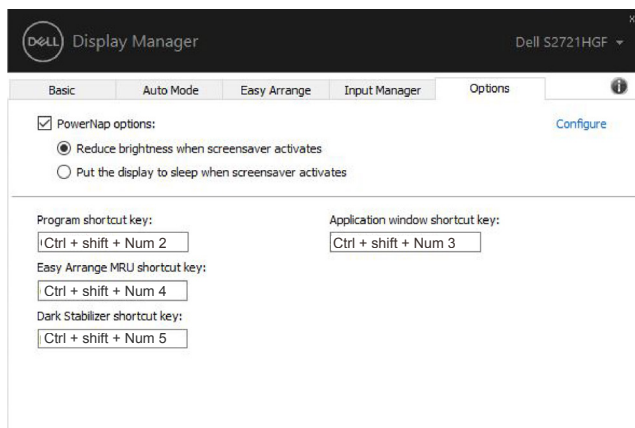 DELL Display Manager
Dell S2721HGF
Basic Auto Mode Easy Arrange Input Manager Options
PowerNap options:
Configure
Reduce brightness when screensaver activates
Put the display to sleep when screensaver activates
Program shortcut key:
Application window shortcut key:
Ctrl + shift + Num 2
Ctrl + shift + Num 3
Easy Arrange MRU shortcut key:
Ctrl + shift + Num 4
Dark Stabilizer shortcut key:
Ctrl + shift + Num 5